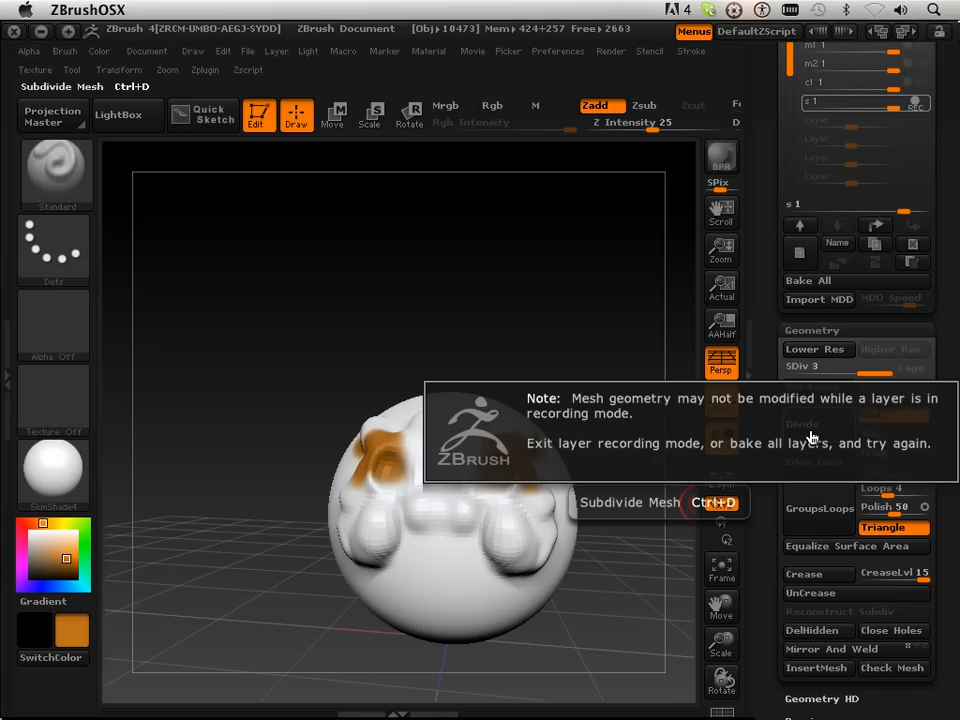 ZBrushOSX
4
ZBrush 4[ZRCM-UMBO-AEGJ-SYDD]
ZBrush Document
[Obj>10473] Mem>424+257 Free>2663
Menus
DefaultZScript
Alpha
Brush
Color
Document
Draw
Edit
File
Layer
Light
Macro
Marker
Material
Movie
Picker
Preferences
Render
Stencil
Stroke
Texture
Tool
Transform
Zoom
Zplugin
Zscript
Subdivide Mesh Ctrl+D
Projection
Master
LightBox
Quick
Sketch
Edit
Draw
Move
Scale
Rotate
Mrgb
Rgb
M
Rgb Intensity
Zadd
Zsub
Zcut
Z Intensity 25
Standard
Dots
Alpha Off
Texture Off
SkinShade4
Gradient
SwitchColor
BPR
SPix
Scroll
Zoom
Actual
AAHalf
Persp
Frame
Move
Scale
Rotate
m1 1
m2 1
c1 1
s 1
REC
Layer
Layer
Layer
Layer
s 1
Name
Bake All
Import MDD
MDD Speed
Geometry
Lower Res
Higher Res
SDiv 3
Cage
Note: Mesh geometry may not be modified while a layer is in
recording mode.
Exit layer recording mode, or bake all layers, and try again.
ZBRUSH
Divide
Edge Loop
Subdivide Mesh Ctrl+D
GroupsLoops
Loops 4
Polish 50
Triangle
Equalize Surface Area
Crease
CreaseLvl 15
UnCrease
Reconstruct Subdiv
DelHidden
Close Holes
Mirror And Weld
InsertMesh
Check Mesh
Geometry HD